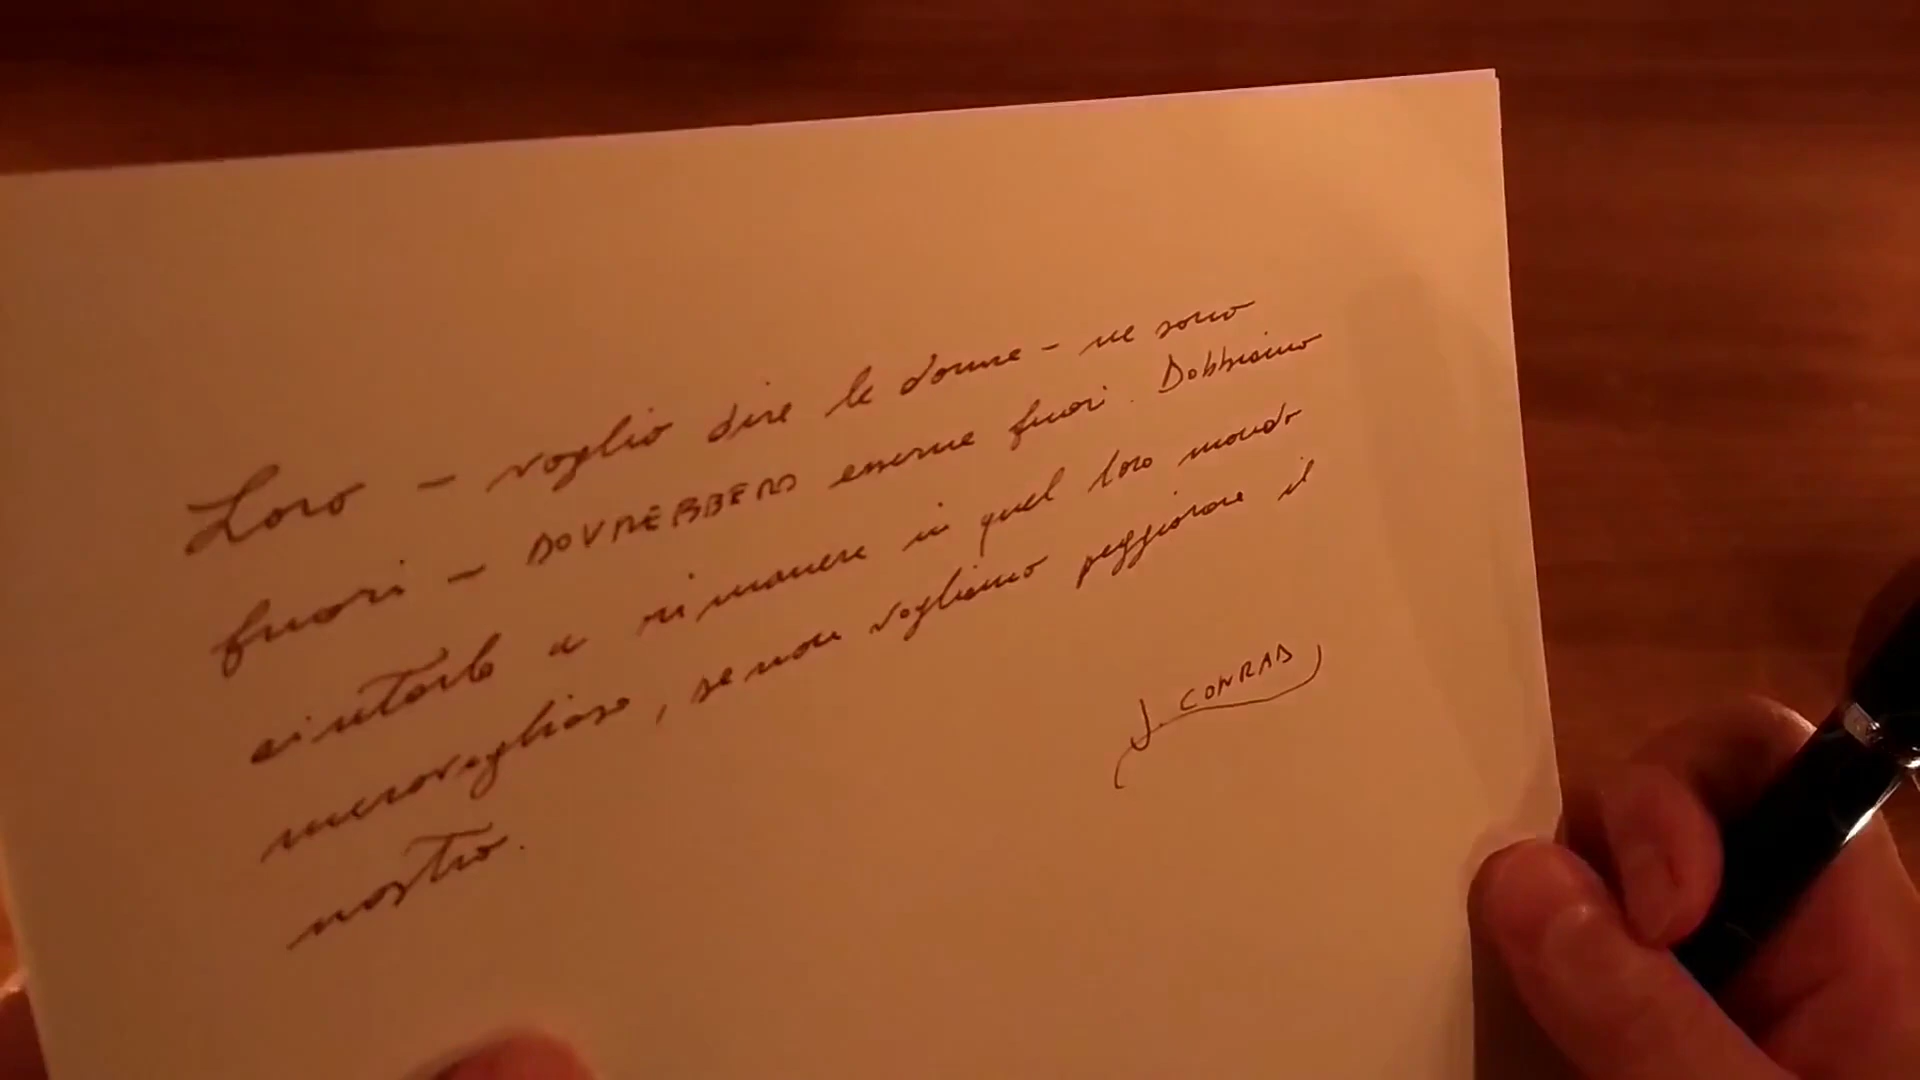 Loro - voglio dire le donne - ne sono
fuori - DOVREBBERO esserne fuori. Dobbiamo
aiutarle a rimanere in quel loro mondo
meraviglioso, se non vogliamo peggiorare il
nostro.
J. CONRAD